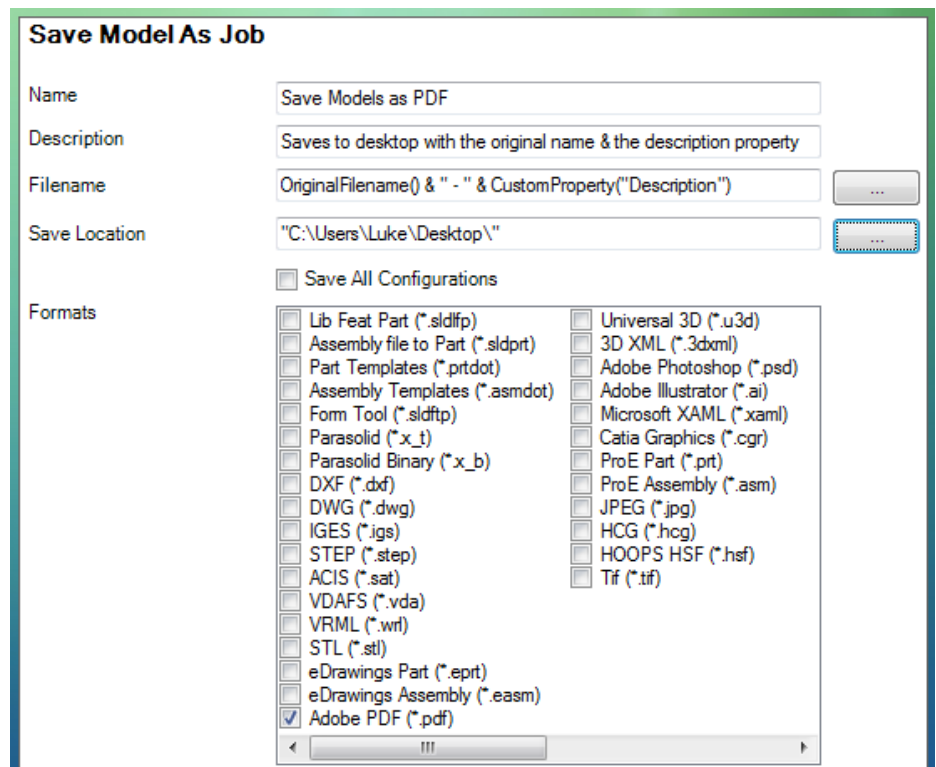 Save Model As Job
Name
Save Models as PDF
Description
Saves to desktop with the original name & the description property
Filename
OriginalFilename() & " - " & CustomProperty("Description")
...
Save Location
"C:\Users\Luke\Desktop\"
...
Save All Configurations
Formats
Lib Feat Part (*.sldlfp)
Assembly file to Part (*.sldprt)
Part Templates (*.prtdot)
Assembly Templates (*.asmdot)
Form Tool (*.sldftp)
Parasolid (*.x_t)
Parasolid Binary (*.x_b)
DXF (*.dxf)
DWG (*.dwg)
IGES (*.igs)
STEP (*.step)
ACIS (*.sat)
VDAFS (*.vda)
VRML (*.wrl)
STL (*.stl)
eDrawings Part (*.eprt)
eDrawings Assembly (*.easm)
Adobe PDF (*.pdf)
Universal 3D (*.u3d)
3D XML (*.3dxml)
Adobe Photoshop (*.psd)
Adobe Illustrator (*.ai)
Microsoft XAML (*.xaml)
Catia Graphics (*.cgr)
ProE Part (*.prt)
ProE Assembly (*.asm)
JPEG (*.jpg)
HCG (*.hcg)
HOOPS HSF (*.hsf)
Tif (*.tif)